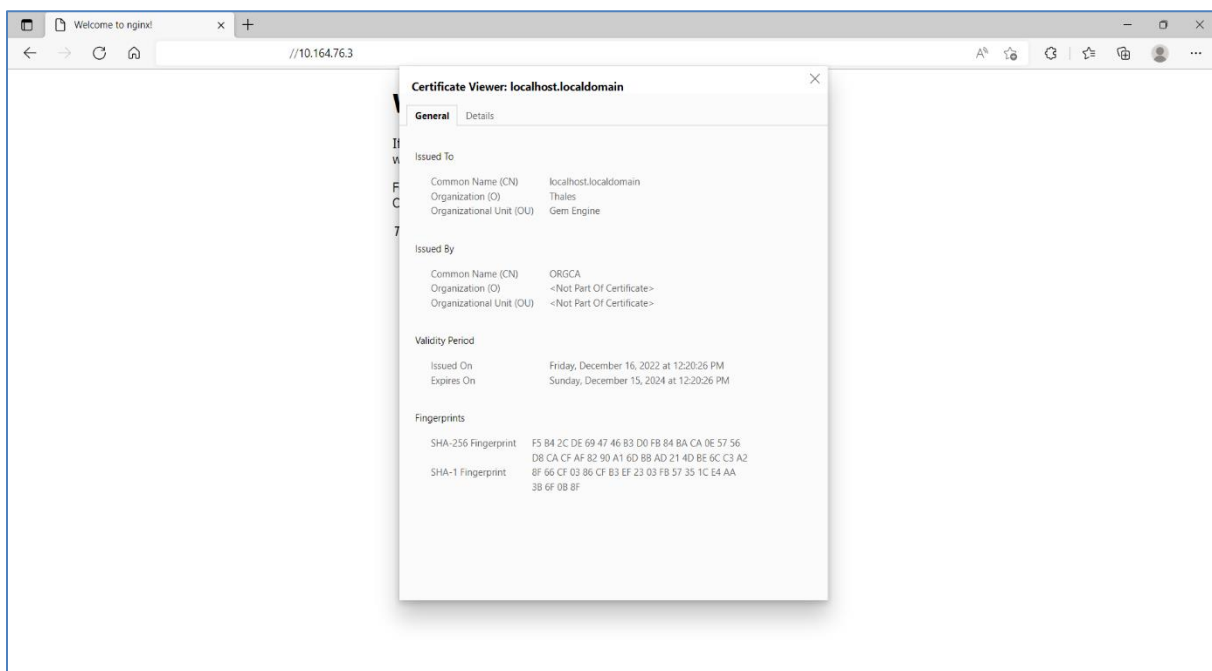 Welcome to nginx!
//10.164.76.3
Certificate Viewer: localhost.localdomain
General Details
Issued To
Common Name (CN) localhost.localdomain
Organization (O) Thales
Organizational Unit (OU) Gem Engine
Issued By
Common Name (CN) ORGCA
Organization (O) <Not Part Of Certificate>
Organizational Unit (OU) <Not Part Of Certificate>
Validity Period
Issued On Friday, December 16, 2022 at 12:20:26 PM
Expires On Sunday, December 15, 2024 at 12:20:26 PM
Fingerprints
SHA-256 Fingerprint F5 B4 2C DE 69 47 46 B3 D0 FB 84 BA CA 0E 57 56
D8 CA CF AF 82 90 A1 6D BB AD 21 4D BE 6C C3 A2
SHA-1 Fingerprint 8F 66 CF 03 86 CF B3 EF 23 03 FB 57 35 1C E4 AA
3B 6F 0B 8F